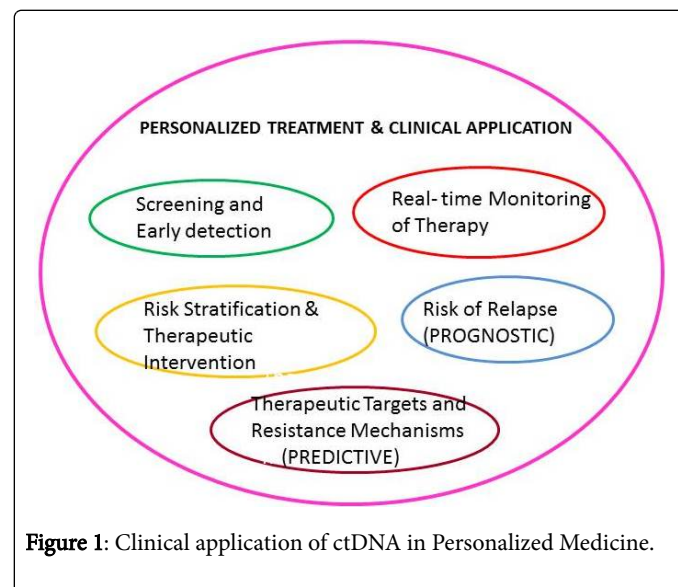 PERSONALIZED TREATMENT & CLINICAL APPLICATION
Screening and
Early detection
Real- time Monitoring
of Therapy
Risk Stratification &
Therapeutic
Intervention
Risk of Relapse
(PROGNOSTIC)
Therapeutic Targets and
Resistance Mechanisms
(PREDICTIVE)
Figure 1: Clinical application of ctDNA in Personalized Medicine.